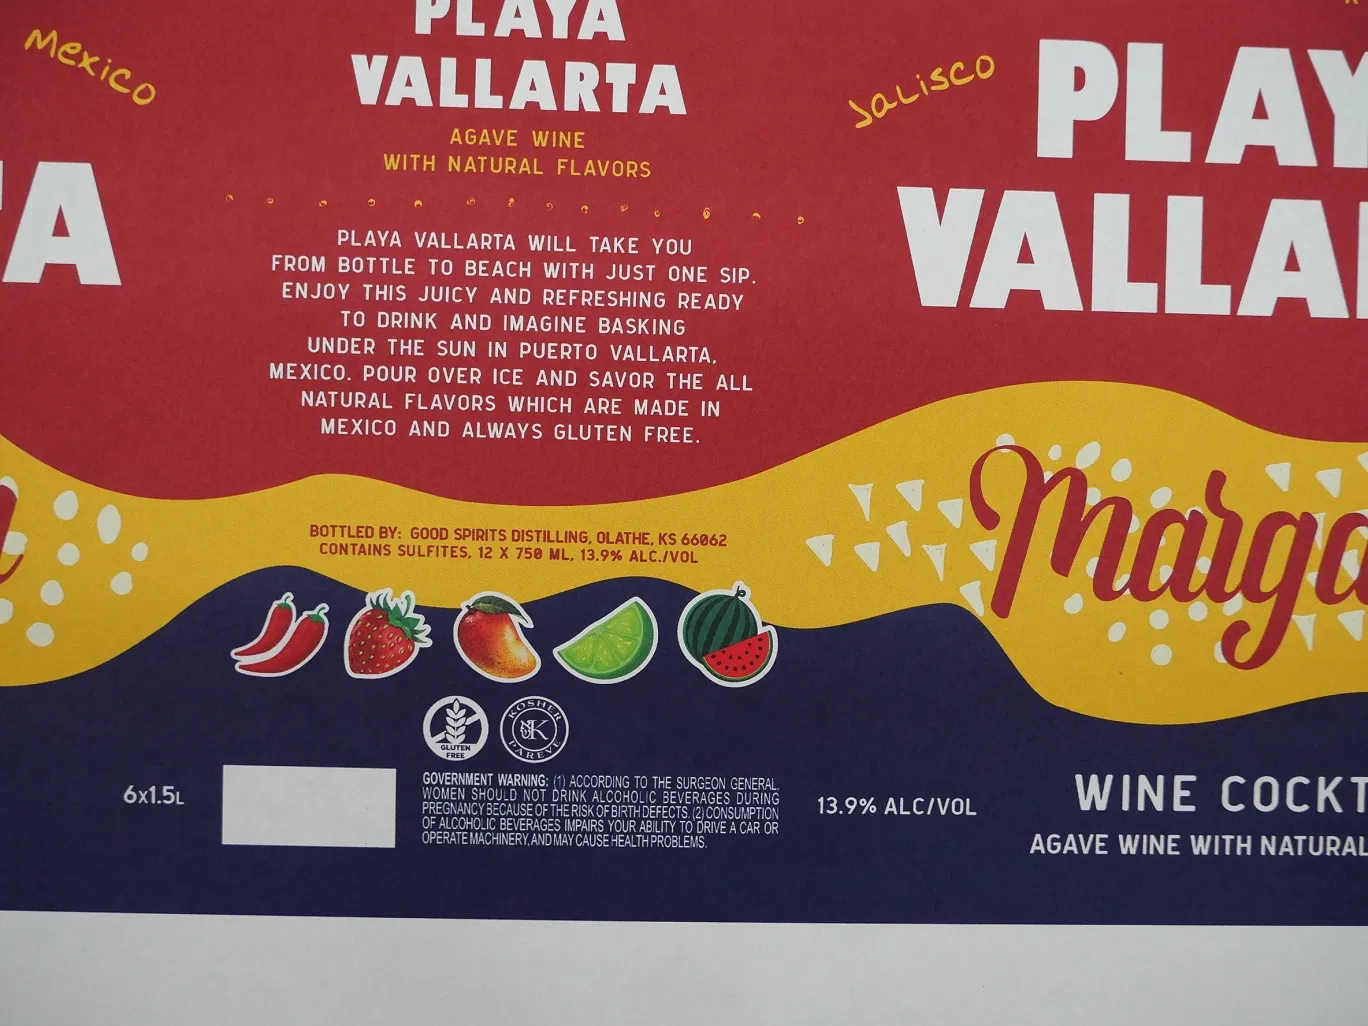 Mexico
PLAYA
VALLARTA
AGAVE WINE
WITH NATURAL FLAVORS
PLAYA VALLARTA WILL TAKE YOU
FROM BOTTLE TO BEACH WITH JUST ONE SIP.
ENJOY THIS JUICY AND REFRESHING READY
TO DRINK AND IMAGINE BASKING
UNDER THE SUN IN PUERTO VALLARTA,
MEXICO. POUR OVER ICE AND SAVOR THE ALL
NATURAL FLAVORS WHICH ARE MADE IN
MEXICO AND ALWAYS GLUTEN FREE.
BOTTLED BY: GOOD SPIRITS DISTILLING, OLATHE, KS 66062
CONTAINS SULFITES, 12 X 750 ML, 13.9% ALC./VOL
GLUTEN
FREE
KOSHER
K
PAREVE
6x1.5L
GOVERNMENT WARNING: (1) ACCORDING TO THE SURGEON GENERAL,
WOMEN SHOULD NOT DRINK ALCOHOLIC BEVERAGES DURING
PREGNANCY BECAUSE OF THE RISK OF BIRTH DEFECTS. (2) CONSUMPTION
OF ALCOHOLIC BEVERAGES IMPAIRS YOUR ABILITY TO DRIVE A CAR OR
OPERATE MACHINERY, AND MAY CAUSE HEALTH PROBLEMS.
13.9% ALC/VOL
Jalisco
PLAY
VALLA
Marga
WINE COCKT
AGAVE WINE WITH NATURAL